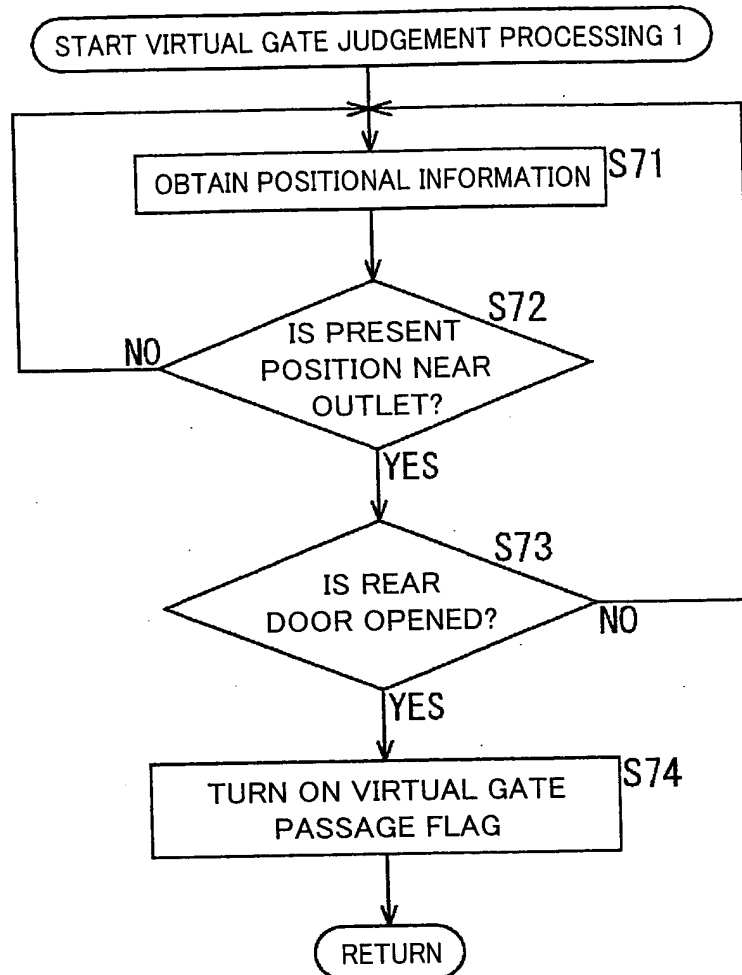 START VIRTUAL GATE JUDGEMENT PROCESSING 1
OBTAIN POSITIONAL INFORMATION
S71
S72
IS PRESENT
POSITION NEAR
OUTLET?
NO
YES
S73
IS REAR
DOOR OPENED?
NO
YES
S74
TURN ON VIRTUAL GATE
PASSAGE FLAG
RETURN